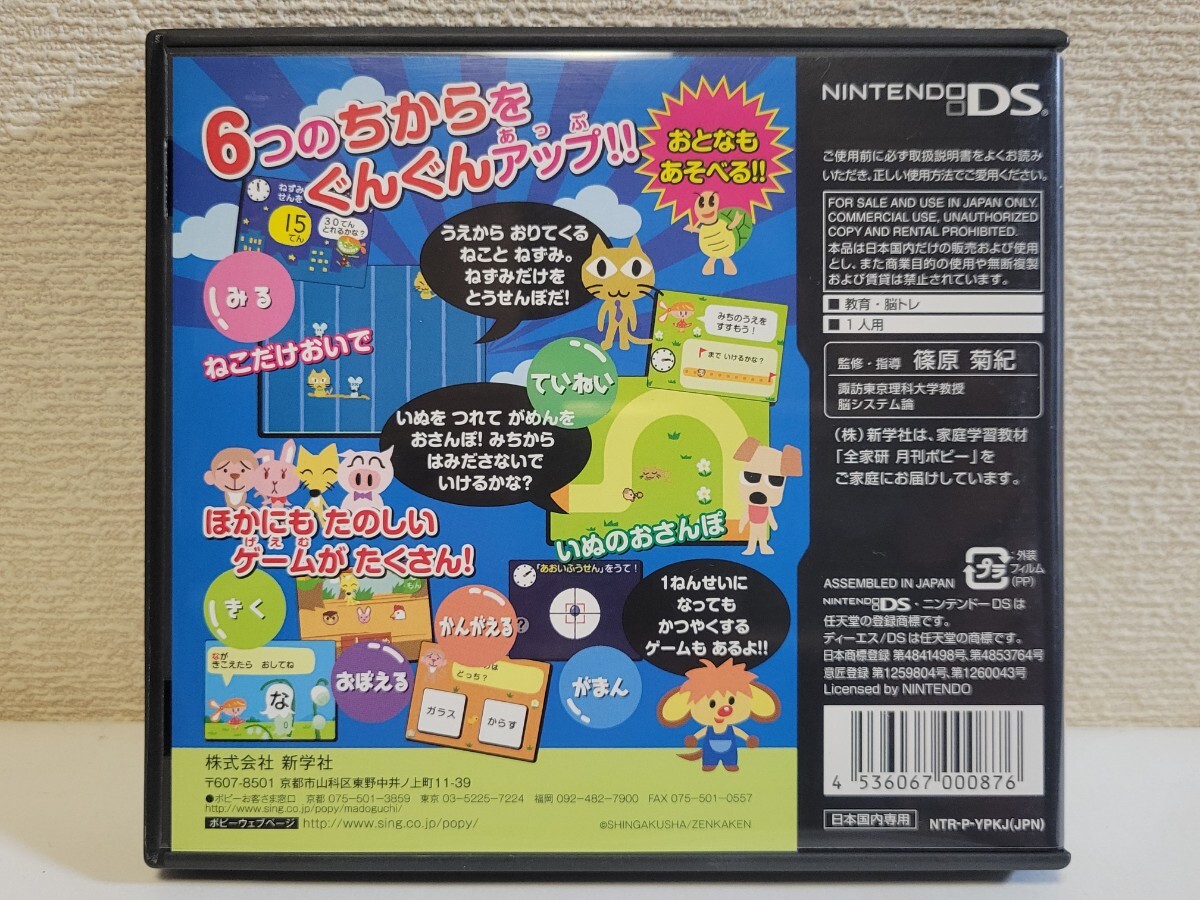 6つのちからを
ぐんぐんアップ!!
あっぷ
おとなも
あそべる!!
ねずみ
せんを
15
てん
30てん
とれるかな?
みる
ねこだけおいで
うえから おりてくる
ねこと ねずみ。
ねずみだけを
とうせんぼだ!
みちのうえを
すすもう!
まで いけるかな?
ていねい
いぬを つれて がめんを
おさんぽ! みちから
はみださないで
いけるかな?
いぬのおさんぽ
ほかにも たのしい
げえむ
ゲームが たくさん!
きく
なが
きこえたら おしてね
な
もん
おぼえる
かんがえる
どっち?
ガラス
からす
「あおいふうせん」をうて!
がまん
1ねんせいに
なっても
かつやくする
ゲームも あるよ!!
株式会社 新学社
〒607-8501 京都市山科区東野中井ノ上町11-39
●ポピーお客さま窓口 京都 075-501-3859 東京 03-5225-7224 福岡 092-482-7900 FAX 075-501-0557
http://www.sing.co.jp/popy/madoguchi/
ポピーウェブページ http://www.sing.co.jp/popy/
©SHINGAKUSHA/ZENKAKEN
NINTENDO DS
ご使用前に必ず取扱説明書をよくお読み
いただき、正しい使用方法でご愛用ください。
FOR SALE AND USE IN JAPAN ONLY.
COMMERCIAL USE, UNAUTHORIZED
COPY AND RENTAL PROHIBITED.
本品は日本国内だけの販売および使用
とし、また商業目的の使用や無断複製
および賃貸は禁止されています。
■ 教育・脳トレ
■ 1人用
監修・指導 篠原 菊紀
諏訪東京理科大学教授
脳システム論
(株)新学社は、家庭学習教材
「全家研 月刊ポピー」を
ご家庭にお届けしています。
プラ
:外装
フィルム
(PP)
ASSEMBLED IN JAPAN
NINTENDO DS・ニンテンドーDSは
任天堂の登録商標です。
ディーエス/DSは任天堂の商標です。
日本商標登録 第4841498号、第4853764号
意匠登録 第1259804号、第1260043号
Licensed by NINTENDO
4 536067 000876
日本国内専用
NTR-P-YPKJ(JPN)